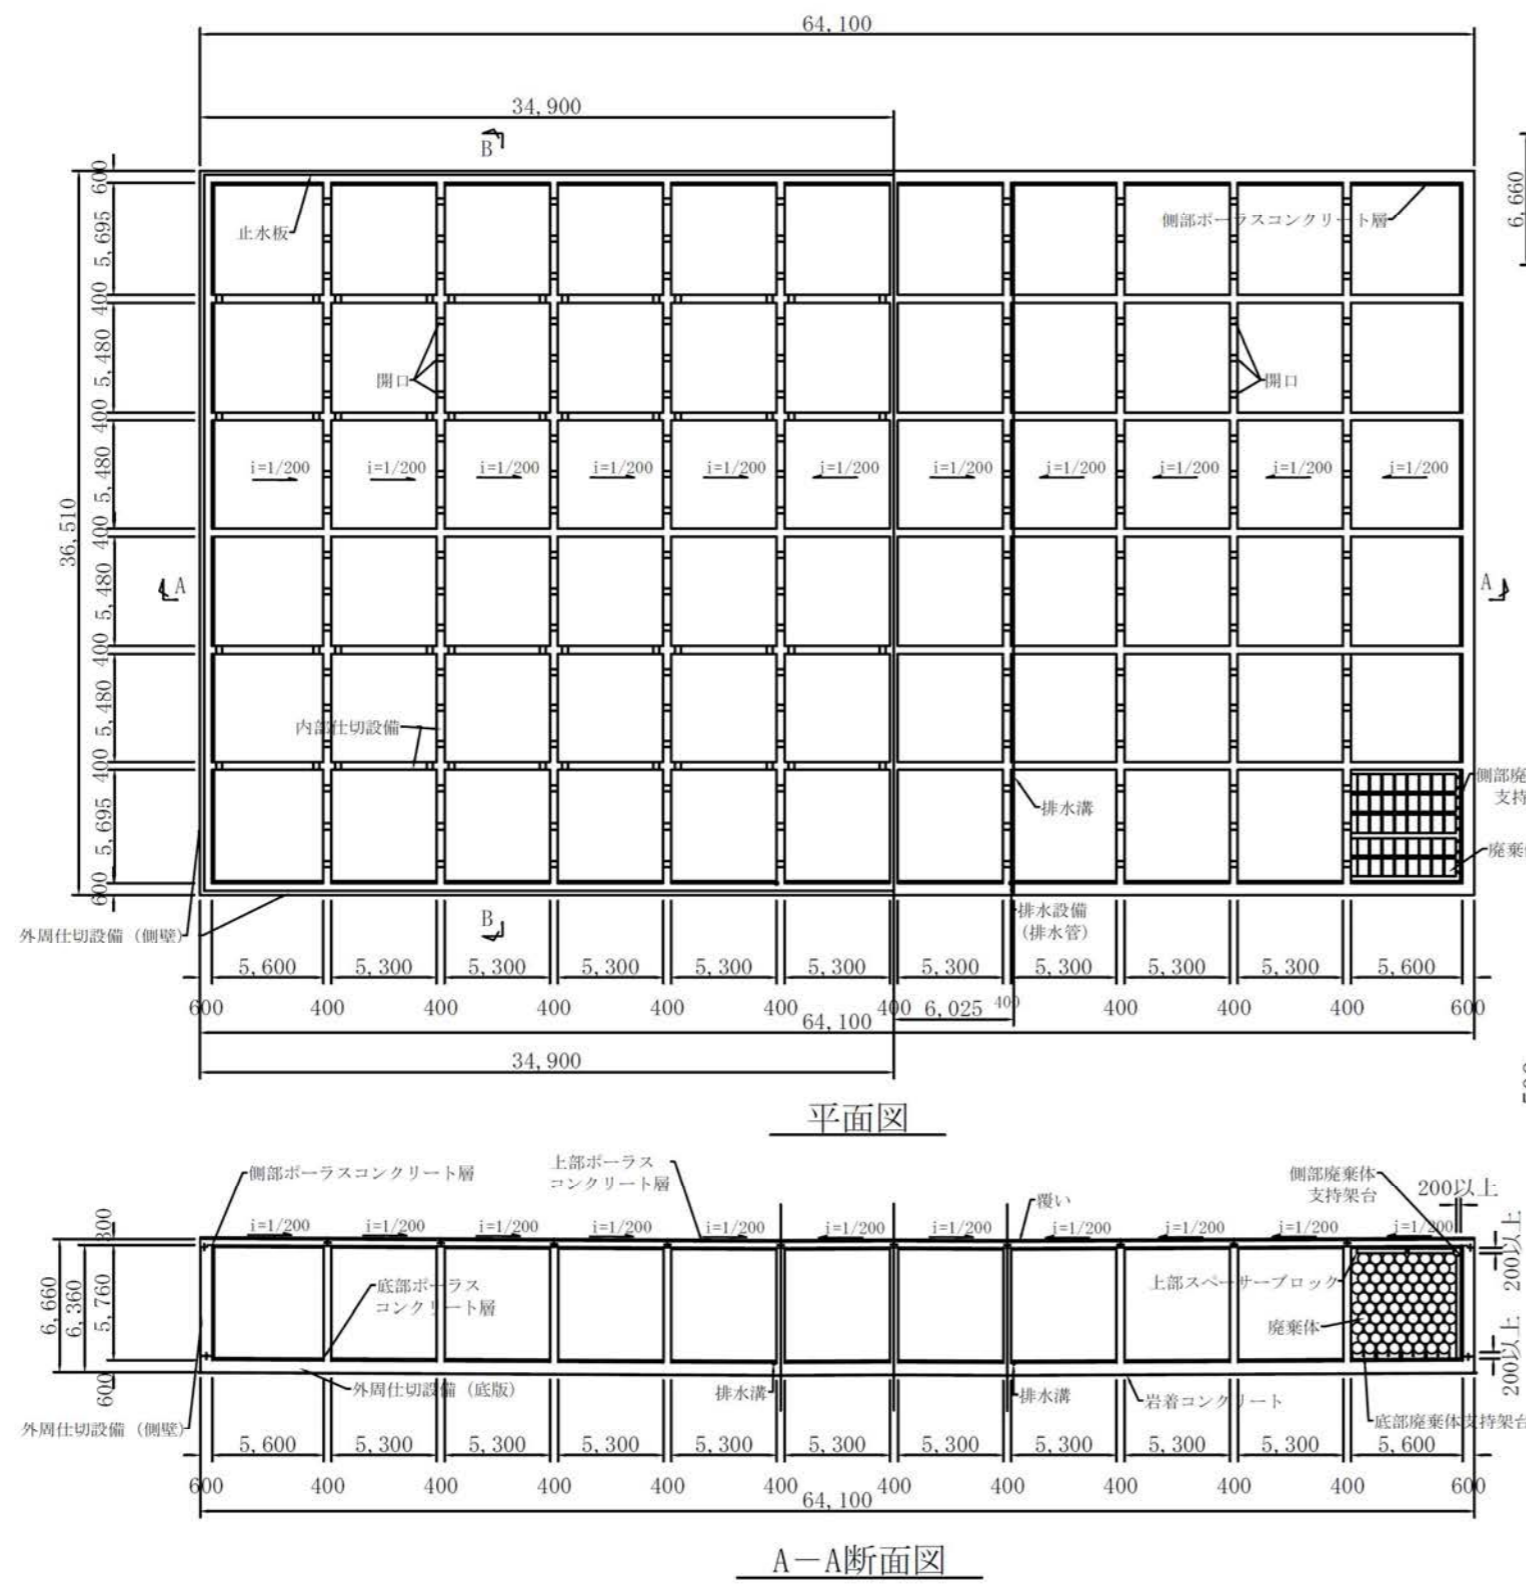 64,100
34,900
B
600
5,695
400
5,480
400
5,480
400
5,480
400
5,480
400
5,695
600
36,510
6,660
止水板
側部ポーラスコンクリート層
開口
開口
i=1/200 i=1/200 i=1/200 i=1/200 i=1/200 i=1/200 i=1/200 i=1/200 i=1/200 i=1/200 i=1/200
A
A
内部仕切設備
排水溝
側部廃
支持
廃棄
外周仕切設備（側壁）
B
排水設備
（排水管）
5,600 5,300 5,300 5,300 5,300 5,300 5,300 5,300 5,300 5,300 5,600
600 400 400 400 400 400 400 6,025 400 400 400 400 600
64,100
34,900
平面図
側部ポーラスコンクリート層
上部ポーラス
コンクリート層
覆い
側部廃棄体
支持架台
200以上
i=1/200 i=1/200 i=1/200 i=1/200 i=1/200 i=1/200 i=1/200 i=1/200 i=1/200 i=1/200 i=1/200
300
6,660
6,360
5,760
600
200以上
200以上
底部ポーラス
コンクリート層
上部スペーサーブロック
廃棄体
外周仕切設備（底版）
排水溝
排水溝
岩着コンクリート
底部廃棄体支持架台
外周仕切設備（側壁）
5,600 5,300 5,300 5,300 5,300 5,300 5,300 5,300 5,300 5,300 5,600
600 400 400 400 400 400 400 400 400 400 400 600
64,100
A－A断面図